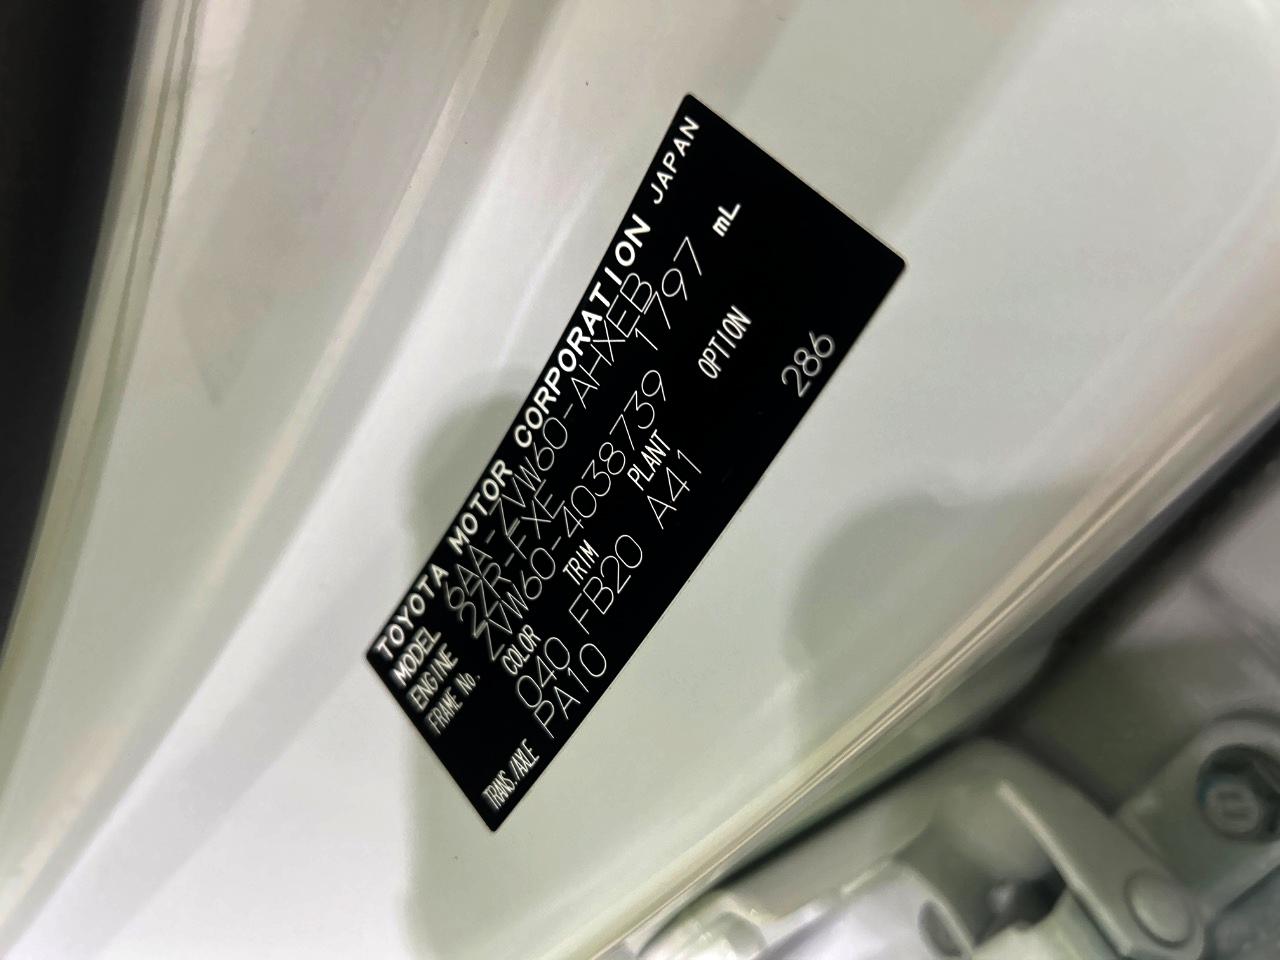 TOYOTA MOTOR CORPORATION JAPAN
MODEL 6AA-ZVW60-AHXEB
ENGINE 2ZR-FXE 1797 mL
FRAME No. ZVW60-4038739
COLOR TRIM PLANT OPTION
040 FB20 A41 286
TRANS./AXLE PA10